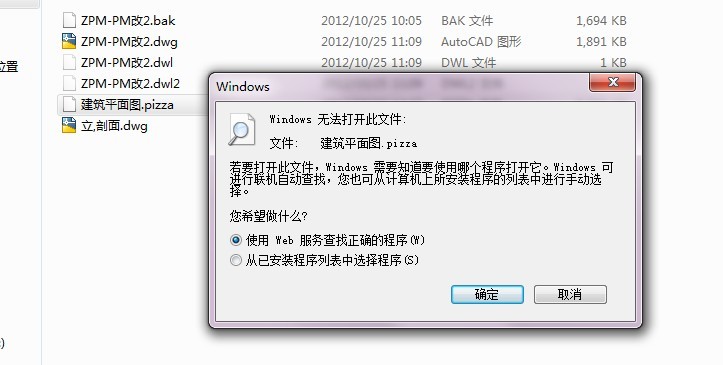 ZPM-PM改2.bak 2012/10/25 10:05 BAK 文件 1,694 KB
ZPM-PM改2.dwg 2012/10/25 11:09 AutoCAD 图形 1,891 KB
ZPM-PM改2.dwl 2012/10/25 11:09 DWL 文件 1 KB
位置
ZPM-PM改2.dwl2
建筑平面图.pizza
立,剖面.dwg
Windows
Windows 无法打开此文件:
文件: 建筑平面图.pizza
若要打开此文件，Windows 需要知道要使用哪个程序打开它。Windows 可
进行联机自动查找，您也可从计算机上所安装程序的列表中进行手动选
择。
您希望做什么?
使用 Web 服务查找正确的程序(W)
从已安装程序列表中选择程序(S)
确定 取消